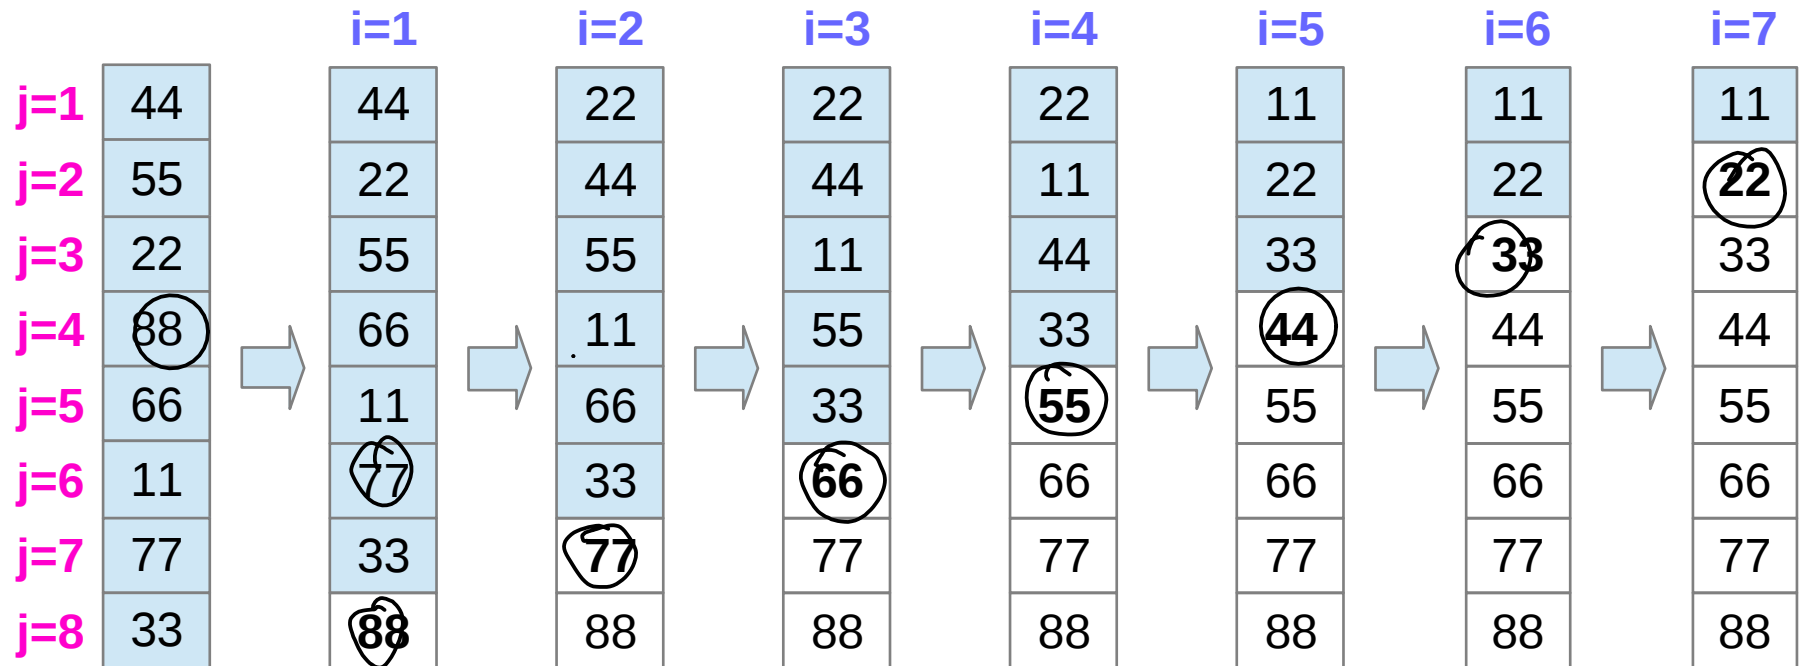 i=1 i=2 i=3 i=4 i=5 i=6 i=7
j=1 44 44 22 22 22 11 11 11
j=2 55 22 44 44 11 22 22 22
j=3 22 55 55 11 44 33 33 33
j=4 88 66 11 55 33 44 44 44
j=5 66 11 66 33 55 55 55 55
j=6 11 77 33 66 66 66 66 66
j=7 77 33 77 77 77 77 77 77
j=8 33 88 88 88 88 88 88 88